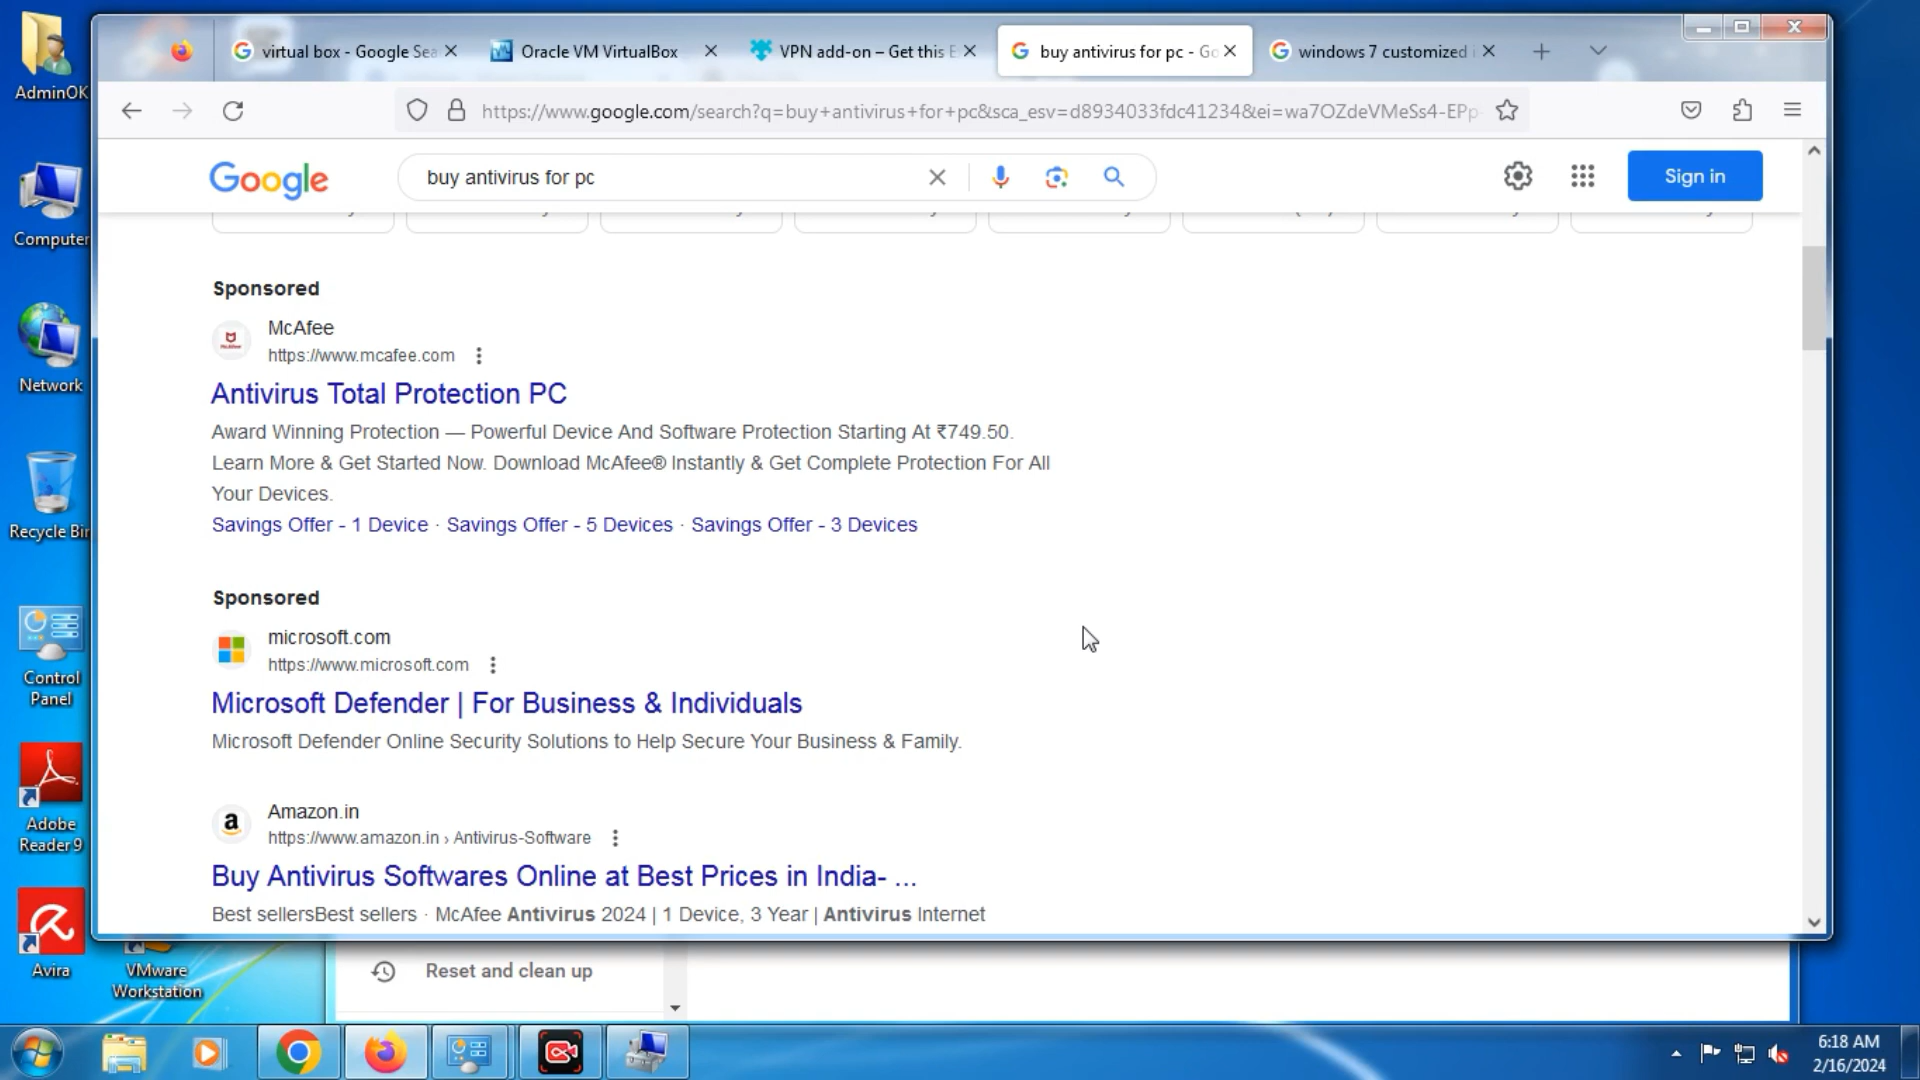 virtual box - Google Sea
Oracle VM VirtualBox
VPN add-on – Get this E
buy antivirus for pc - Go
windows 7 customized i
https://www.google.com/search?q=buy+antivirus+for+pc&sca_esv=d8934033fdc41234&ei=wa7OZdeVMeSs4-EPp
Google
buy antivirus for pc
Sign in
Sponsored
McAfee
https://www.mcafee.com
Antivirus Total Protection PC
Award Winning Protection — Powerful Device And Software Protection Starting At ₹749.50.
Learn More & Get Started Now. Download McAfee® Instantly & Get Complete Protection For All
Your Devices.
Savings Offer - 1 Device · Savings Offer - 5 Devices · Savings Offer - 3 Devices
Sponsored
microsoft.com
https://www.microsoft.com
Microsoft Defender | For Business & Individuals
Microsoft Defender Online Security Solutions to Help Secure Your Business & Family.
Amazon.in
https://www.amazon.in › Antivirus-Software
Buy Antivirus Softwares Online at Best Prices in India- ...
Best sellersBest sellers · McAfee Antivirus 2024 | 1 Device, 3 Year | Antivirus Internet
AdminOK
Computer
Network
Recycle Bin
Control
Panel
Adobe
Reader 9
Avira
VMware
Workstation
Reset and clean up
6:18 AM
2/16/2024